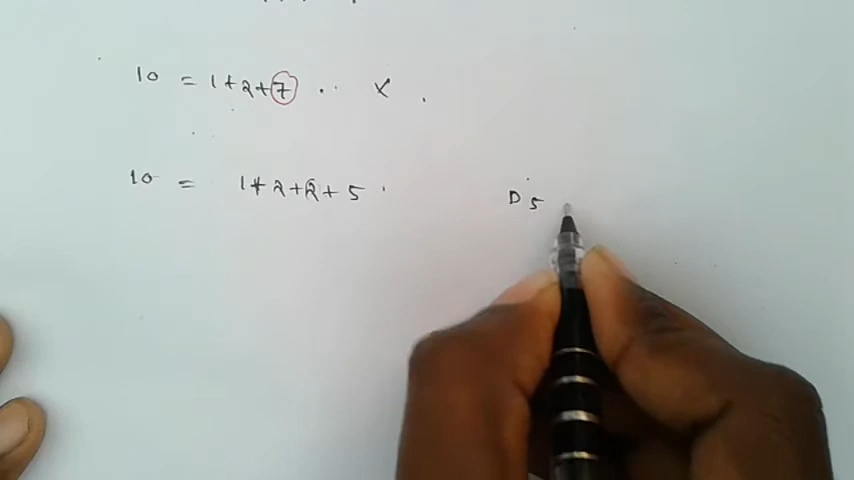 10 = 1+2+7 .. x .
10 = 1+2+2+5 .
D5